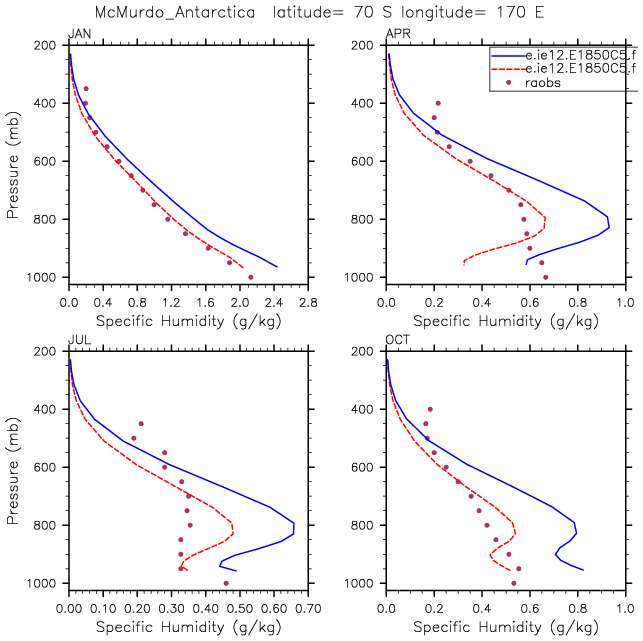 McMurdo_Antarctica latitude= 70 S longitude= 170 E
JAN
APR
200
400
600
800
1000
Pressure (mb)
0.0 0.4 0.8 1.2 1.6 2.0 2.4 2.8
Specific Humidity (g/kg)
200
400
600
800
1000
0.0 0.2 0.4 0.6 0.8 1.0
Specific Humidity (g/kg)
e.ie12.E1850C5.f
e.ie12.E1850C5.f
raobs
JUL
OCT
200
400
600
800
1000
Pressure (mb)
0.00 0.10 0.20 0.30 0.40 0.50 0.60 0.70
Specific Humidity (g/kg)
200
400
600
800
1000
0.0 0.2 0.4 0.6 0.8 1.0
Specific Humidity (g/kg)